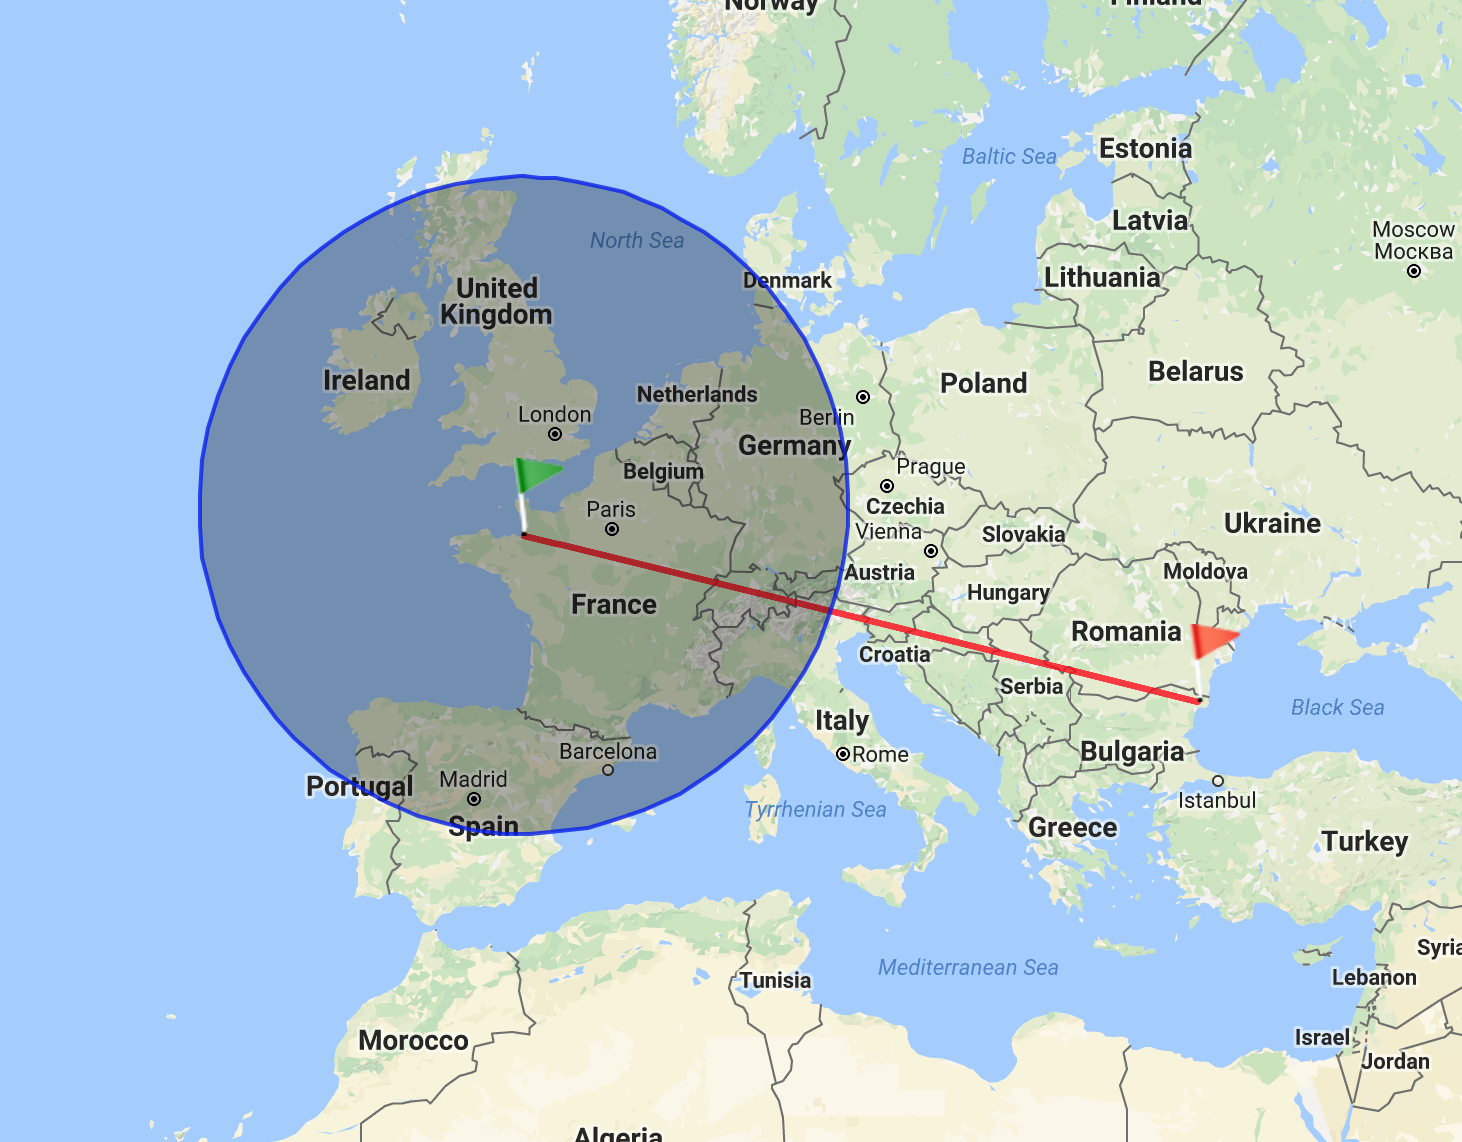 Norway
Finland
Baltic Sea
Estonia
Latvia
Moscow
Москва
North Sea
Denmark
Lithuania
United
Kingdom
Ireland
Netherlands
London
Berlin
Poland
Belarus
Germany
Belgium
Prague
Czechia
Paris
Vienna
Slovakia
Ukraine
Austria
Moldova
France
Hungary
Romania
Croatia
Serbia
Black Sea
Italy
Rome
Bulgaria
Barcelona
Portugal
Madrid
Spain
Istanbul
Tyrrhenian Sea
Greece
Turkey
Syria
Mediterranean Sea
Lebanon
Tunisia
Morocco
Israel
Jordan
Algeria